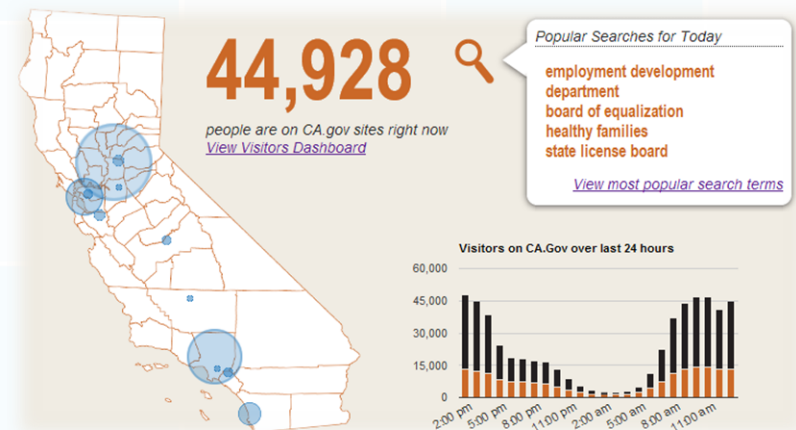 44,928
people are on CA.gov sites right now
View Visitors Dashboard
Popular Searches for Today
employment development
department
board of equalization
healthy families
state license board
View most popular search terms
Visitors on CA.Gov over last 24 hours
60,000
45,000
30,000
15,000
0
2:00 pm
5:00 pm
8:00 pm
11:00 pm
2:00 am
5:00 am
8:00 am
11:00 am